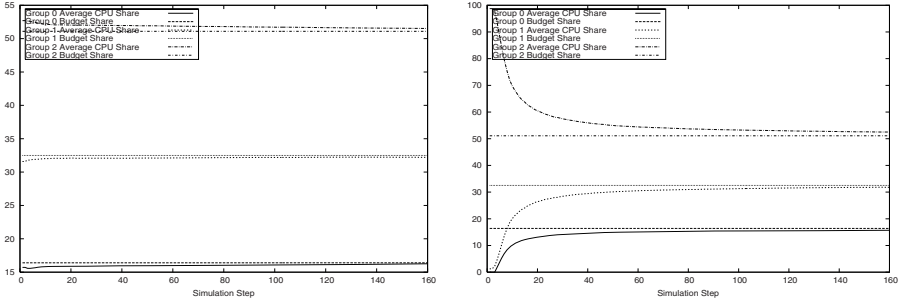 55
50
45
40
35
30
25
20
15
Group 0 Average CPU Share
Group 0 Budget Share
Group 1 Average CPU Share
Group 1 Budget Share
Group 2 Average CPU Share
Group 2 Budget Share
0 20 40 60 80 100 120 140 160
Simulation Step
100
90
80
70
60
50
40
30
20
10
0
Group 0 Average CPU Share
Group 0 Budget Share
Group 1 Average CPU Share
Group 1 Budget Share
Group 2 Average CPU Share
Group 2 Budget Share
0 20 40 60 80 100 120 140 160
Simulation Step